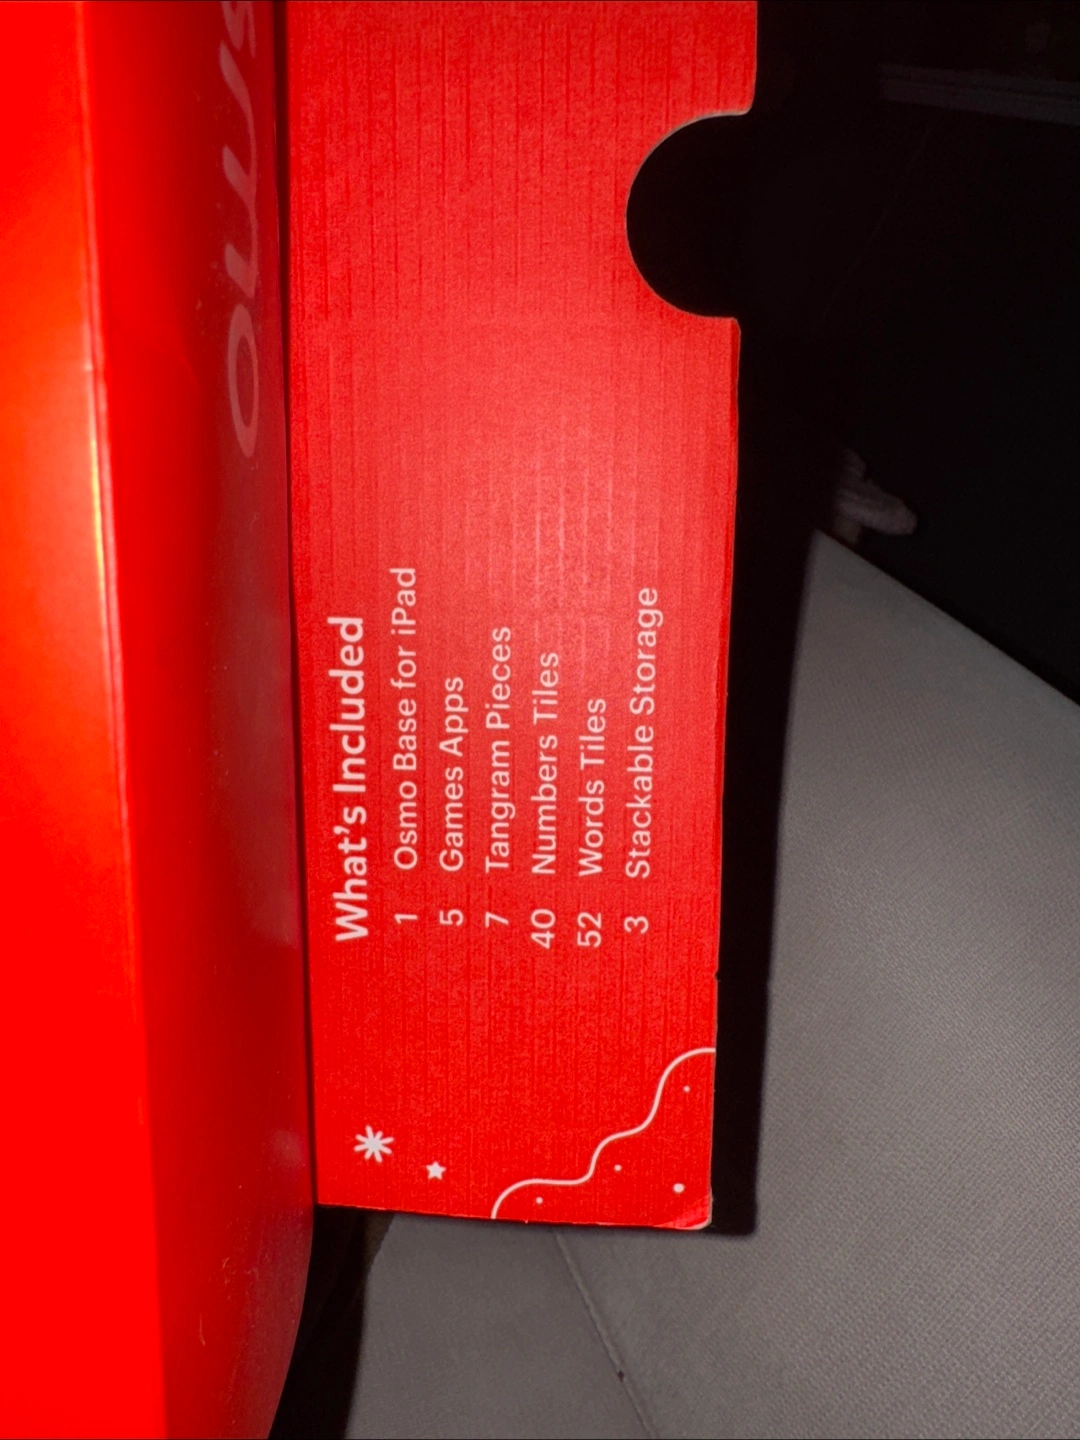 What's Included
1 Osmo Base for iPad
5 Games Apps
7 Tangram Pieces
40 Numbers Tiles
52 Words Tiles
3 Stackable Storage